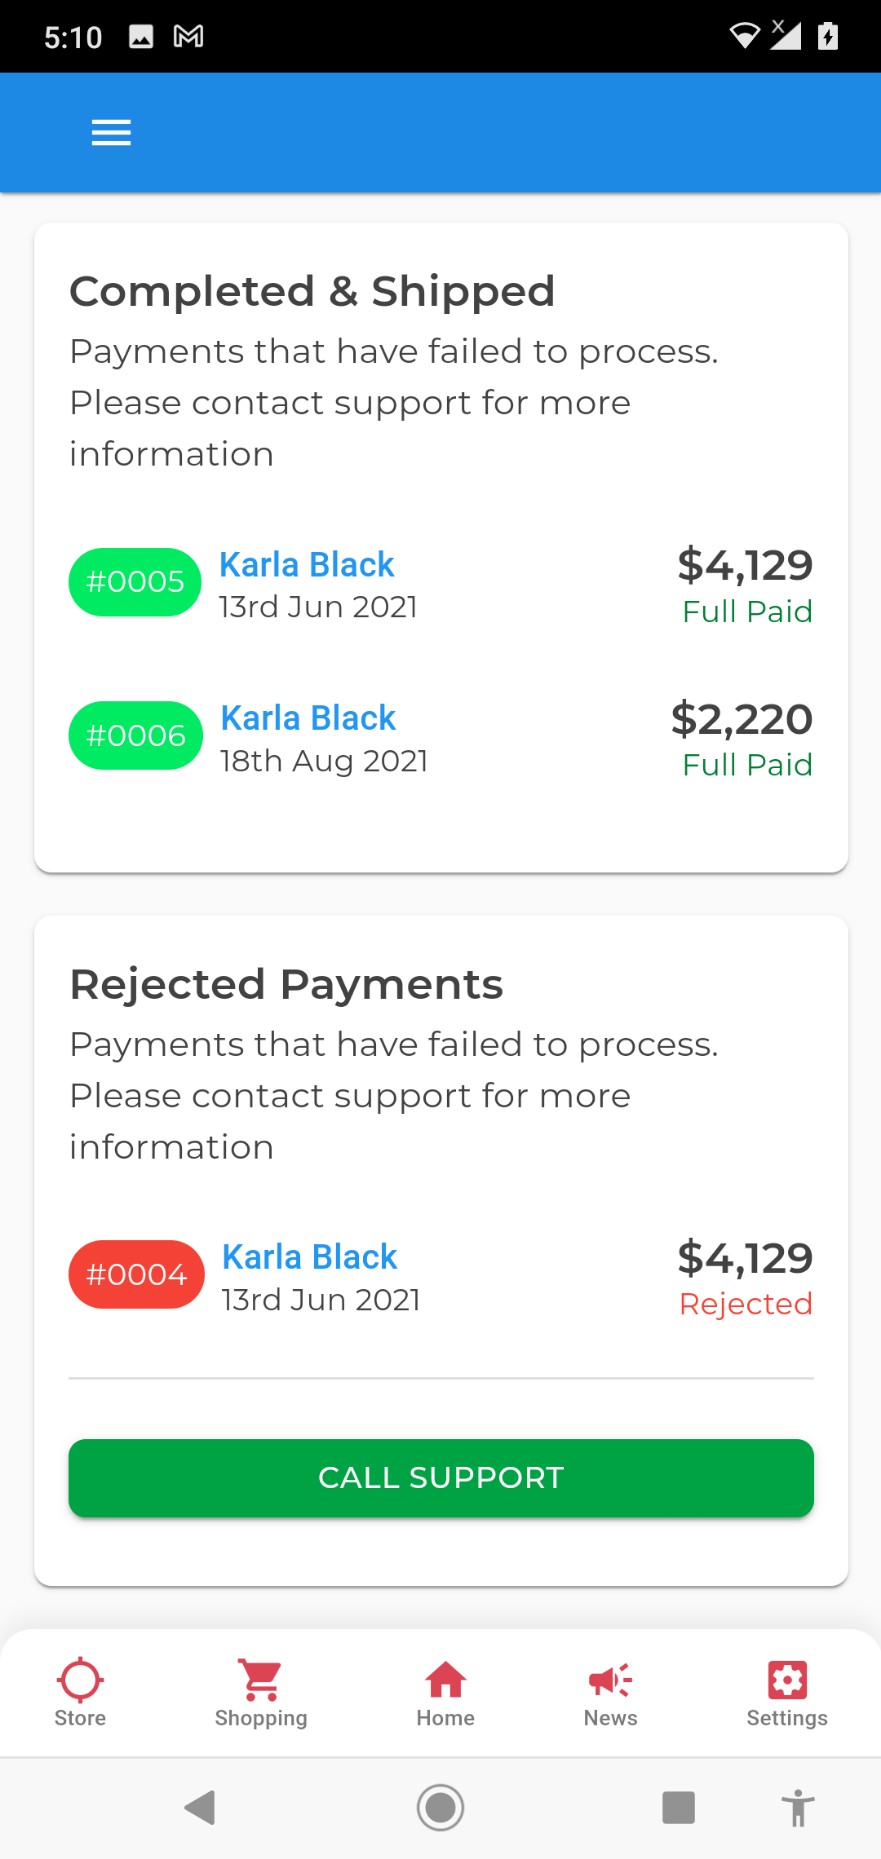 5:10
Completed & Shipped
Payments that have failed to process.
Please contact support for more
information
#0005
Karla Black
13rd Jun 2021
$4,129
Full Paid
#0006
Karla Black
18th Aug 2021
$2,220
Full Paid
Rejected Payments
Payments that have failed to process.
Please contact support for more
information
#0004
Karla Black
13rd Jun 2021
$4,129
Rejected
CALL SUPPORT
Store
Shopping
Home
News
Settings